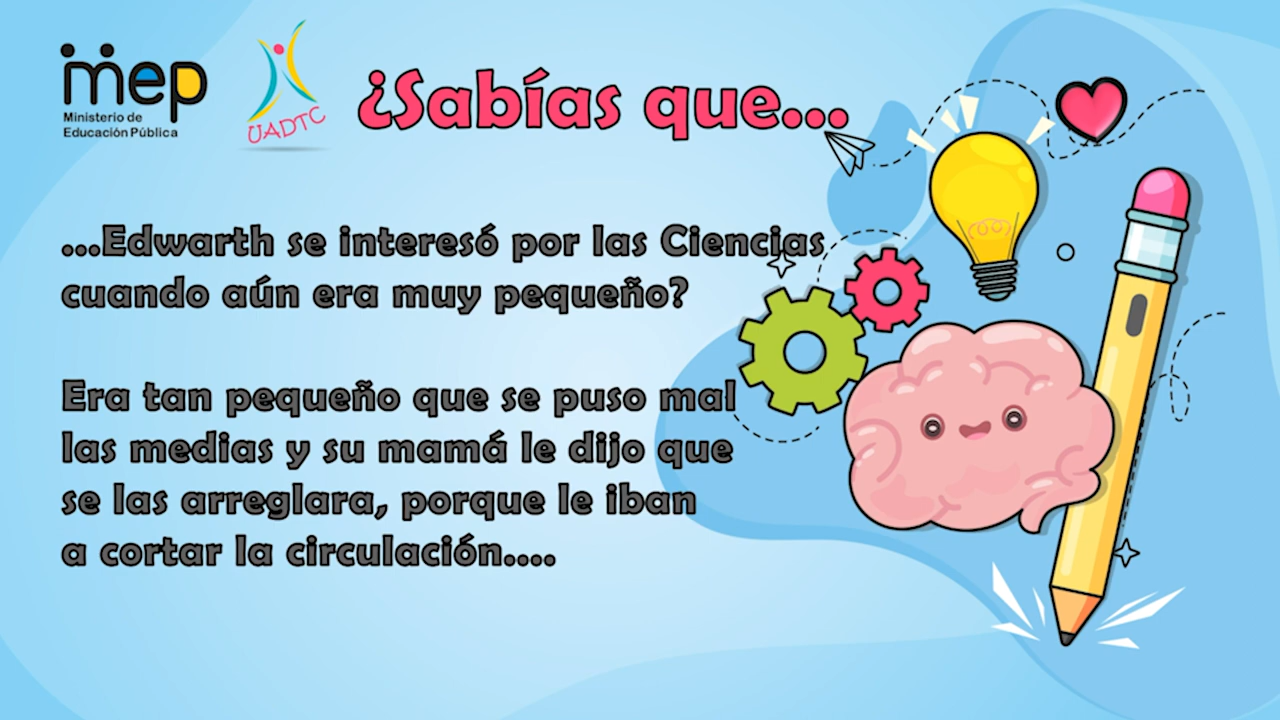 mep
Ministerio de
Educación Pública
UADTC
¿Sabías que...
...Edwarth se interesó por las Ciencias
cuando aún era muy pequeño?
Era tan pequeño que se puso mal
las medias y su mamá le dijo que
se las arreglara, porque le iban
a cortar la circulación....